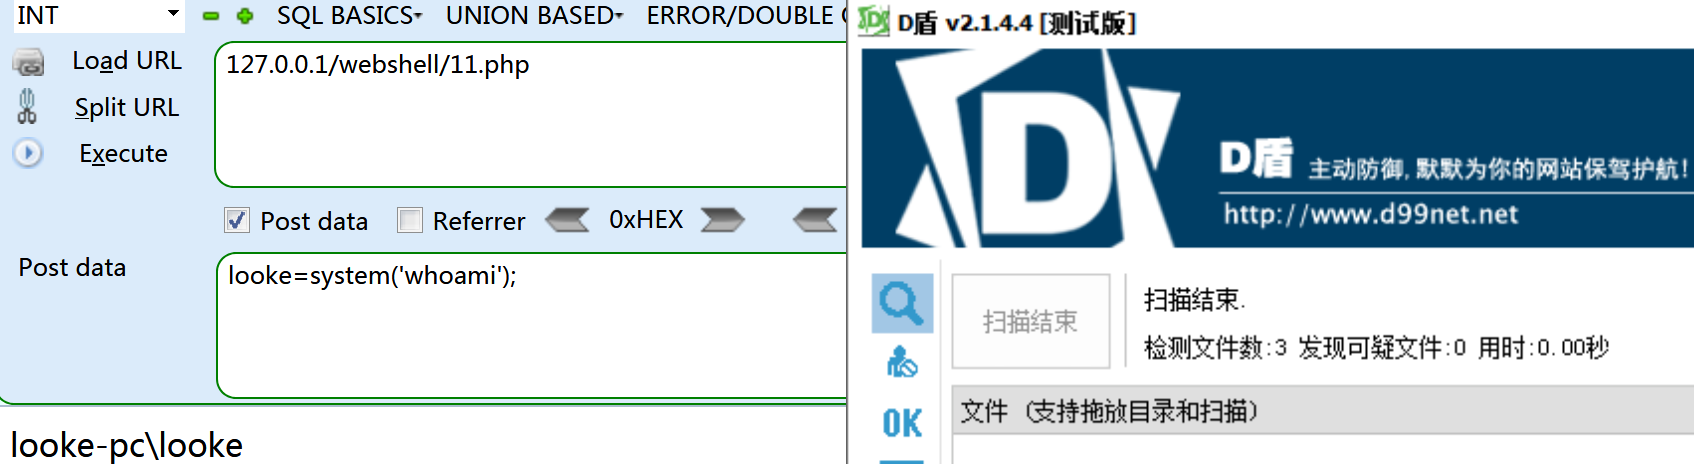 INT
SQL BASICS
UNION BASED
ERROR/DOUBLE
Load URL
Split URL
Execute
127.0.0.1/webshell/11.php
Post data
Referrer
0xHEX
Post data
looke=system('whoami');
looke-pc\looke
D盾 v2.1.4.4 [测试版]
D
D盾 主动防御,默默为你的网站保驾护航!
http://www.d99net.net
扫描结束
扫描结束.
检测文件数:3 发现可疑文件:0 用时:0.00秒
OK
文件 (支持拖放目录和扫描)